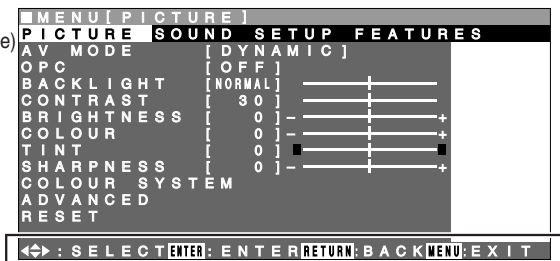 ■MENU[PICTURE]
PICTURE SOUND SETUP FEATURES
e)
AV MODE [DYNAMIC]
OPC [OFF]
BACKLIGHT [NORMAL]
CONTRAST [ 30]
BRIGHTNESS [ 0] – +
COLOUR [ 0] – +
TINT [ 0]
SHARPNESS [ 0] – +
COLOUR SYSTEM
ADVANCED
RESET
:SELECT ENTER:ENTER RETURN:BACK MENU:EXIT